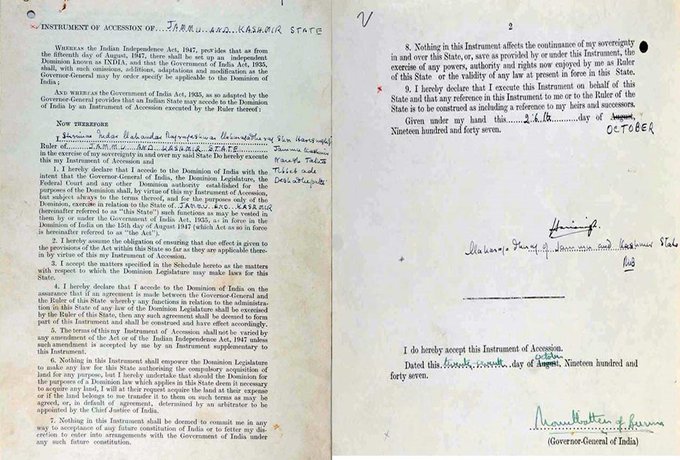 INSTRUMENT OF ACCESSION OF JAMMU AND KASHMIR STATE
WHEREAS the Indian Independence Act, 1947, provides that as from
the fifteenth day of August, 1947, there shall be set up an independent
Dominion known as INDIA, and that the Government of India Act, 1935,
shall, with such omissions, additions, adaptations and modifications as the
Governor-General may by order specify be applicable to the Dominion of
India;
AND WHEREAS the Government of India Act, 1935, as so adapted by the
Governor-General provides that an Indian State may accede to the Dominion
of India by an Instrument of Accession executed by the Ruler thereof:
NOW THEREFORE
I Shriman Inder Mahander Rajrajeshwar Maharajadhiraj Shri Hari Singhji
Jammu Kashmir
Ruler of JAMMU AND KASHMIR STATE
Naresh Tatha
in the exercise of my sovereignty in and over my said State Do hereby execute
Tibbet adi
this my Instrument of Accession and
Deshadhipati
1. I hereby declare that I accede to the Dominion of India with the
intent that the Governor-General of India, the Dominion Legislature, the
Federal Court and any other Dominion authority established for the
purposes of the Dominion shall, by virtue of this my Instrument of Accession,
but subject always to the terms thereof, and for the purposes only of the
Dominion, exercise in relation to the State of JAMMU AND KASHMIR
(hereinafter referred to as "this State") such functions as may be vested in
them by or under the Government of India Act, 1935, as in force in the
Dominion of India on the 15th day of August 1947 (which Act as so in force
is hereinafter referred to as "the Act").
2. I hereby assume the obligation of ensuring that due effect is given to
the provisions of the Act within this State so far as they are applicable there-
in by virtue of this my Instrument of Accession.
3. I accept the matters specified in the Schedule hereto as the matters
with respect to which the Dominion Legislature may make laws for this
State.
4. I hereby declare that I accede to the Dominion of India on the
assurance that if an agreement is made between the Governor-General and
the Ruler of this State whereby any functions in relation to the administra-
tion in this State of any law of the Dominion Legislature shall be exercised
by the Ruler of this State, then any such agreement shall be deemed to form
part of this Instrument and shall be construed and have effect accordingly.
5. The terms of this my Instrument of Accession shall not be varied by
any amendment of the Act or of the Indian Independence Act, 1947 unless
such amendment is accepted by me by an Instrument supplementary to
this Instrument.
6. Nothing in this Instrument shall empower the Dominion Legislature
to make any law for this State authorising the compulsory acquisition of
land for any purpose, but I hereby undertake that should the Dominion for
the purposes of a Dominion law which applies in this State deem it necessary
to acquire any land, I will at their request acquire the land at their expense
or if the land belongs to me transfer it to them on such terms as may be
agreed, or, in default of agreement, determined by an arbitrator to be
appointed by the Chief Justice of India.
7. Nothing in this Instrument shall be deemed to commit me in any
way to acceptance of any future constitution of India or to fetter my dis-
cretion to enter into arrangements with the Government of India under
any such future constitution.
2
8. Nothing in this Instrument affects the continuance of my sovereignty
in and over this State, or, save as provided by or under this Instrument, the
exercise of any powers, authority and rights now enjoyed by me as Ruler
of this State or the validity of any law at present in force in this State.
9. I hereby declare that I execute this Instrument on behalf of this
State and that any reference in this Instrument to me or to the Ruler of the
State is to be construed as including a reference to my heirs and successors.
Given under my hand this 26th day of August,
OCTOBER
Nineteen hundred and forty seven.
Hari Singh
Maharaja Dhiraj of Jammu and Kashmir State
I do hereby accept this Instrument of Accession.
October
Dated this twenty seventh day of August, Nineteen hundred and
forty seven.
Mountbatten of Burma
(Governor-General of India)